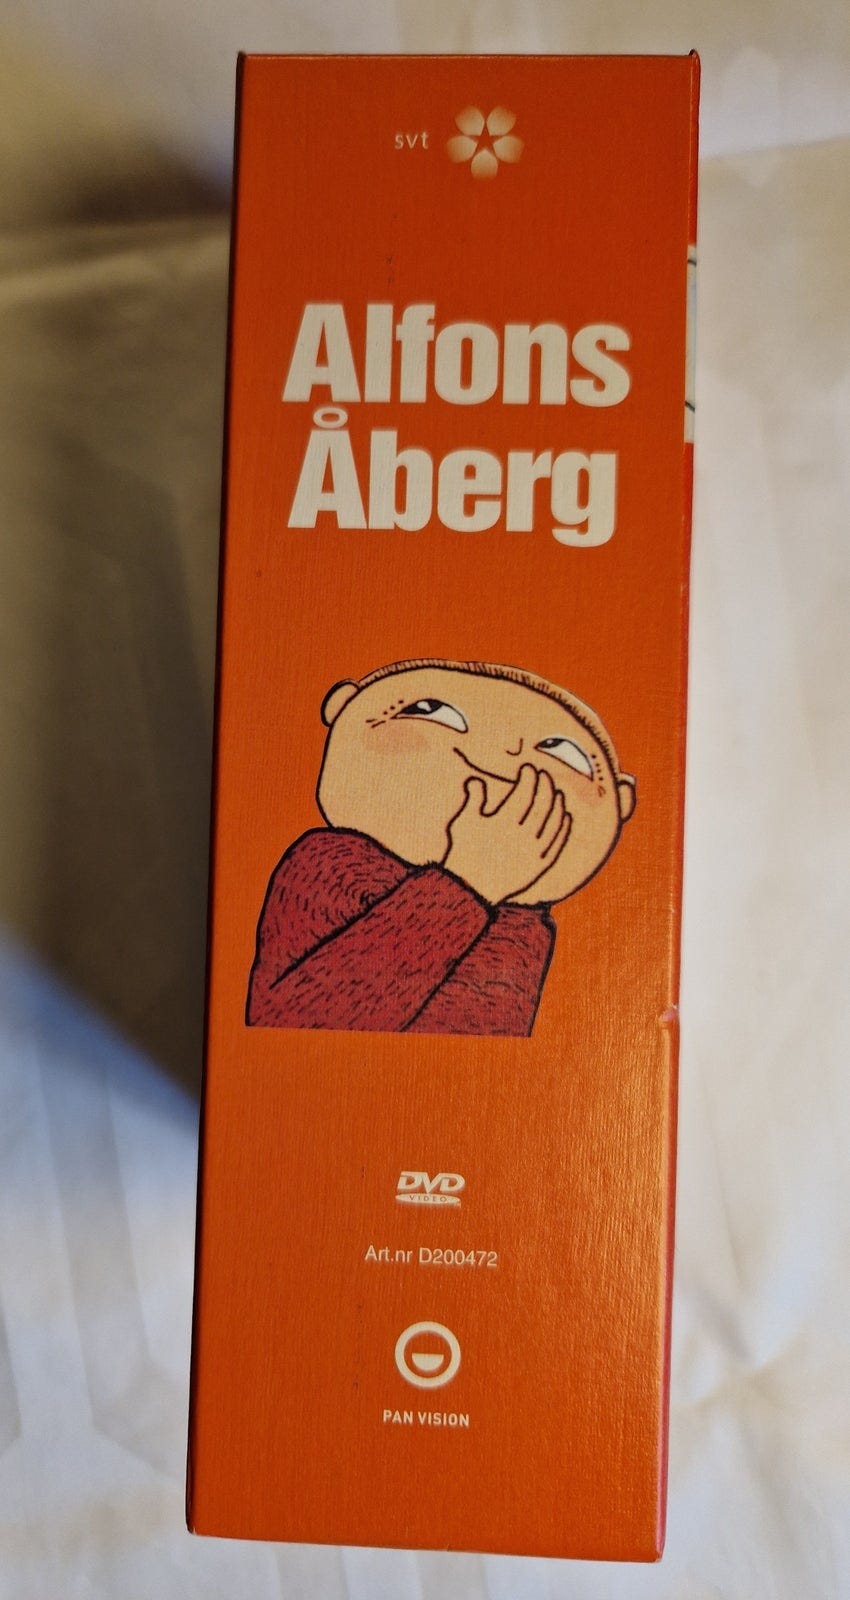 svt
Alfons
Åberg
DVD
VIDEO
Art.nr D200472
PAN VISION